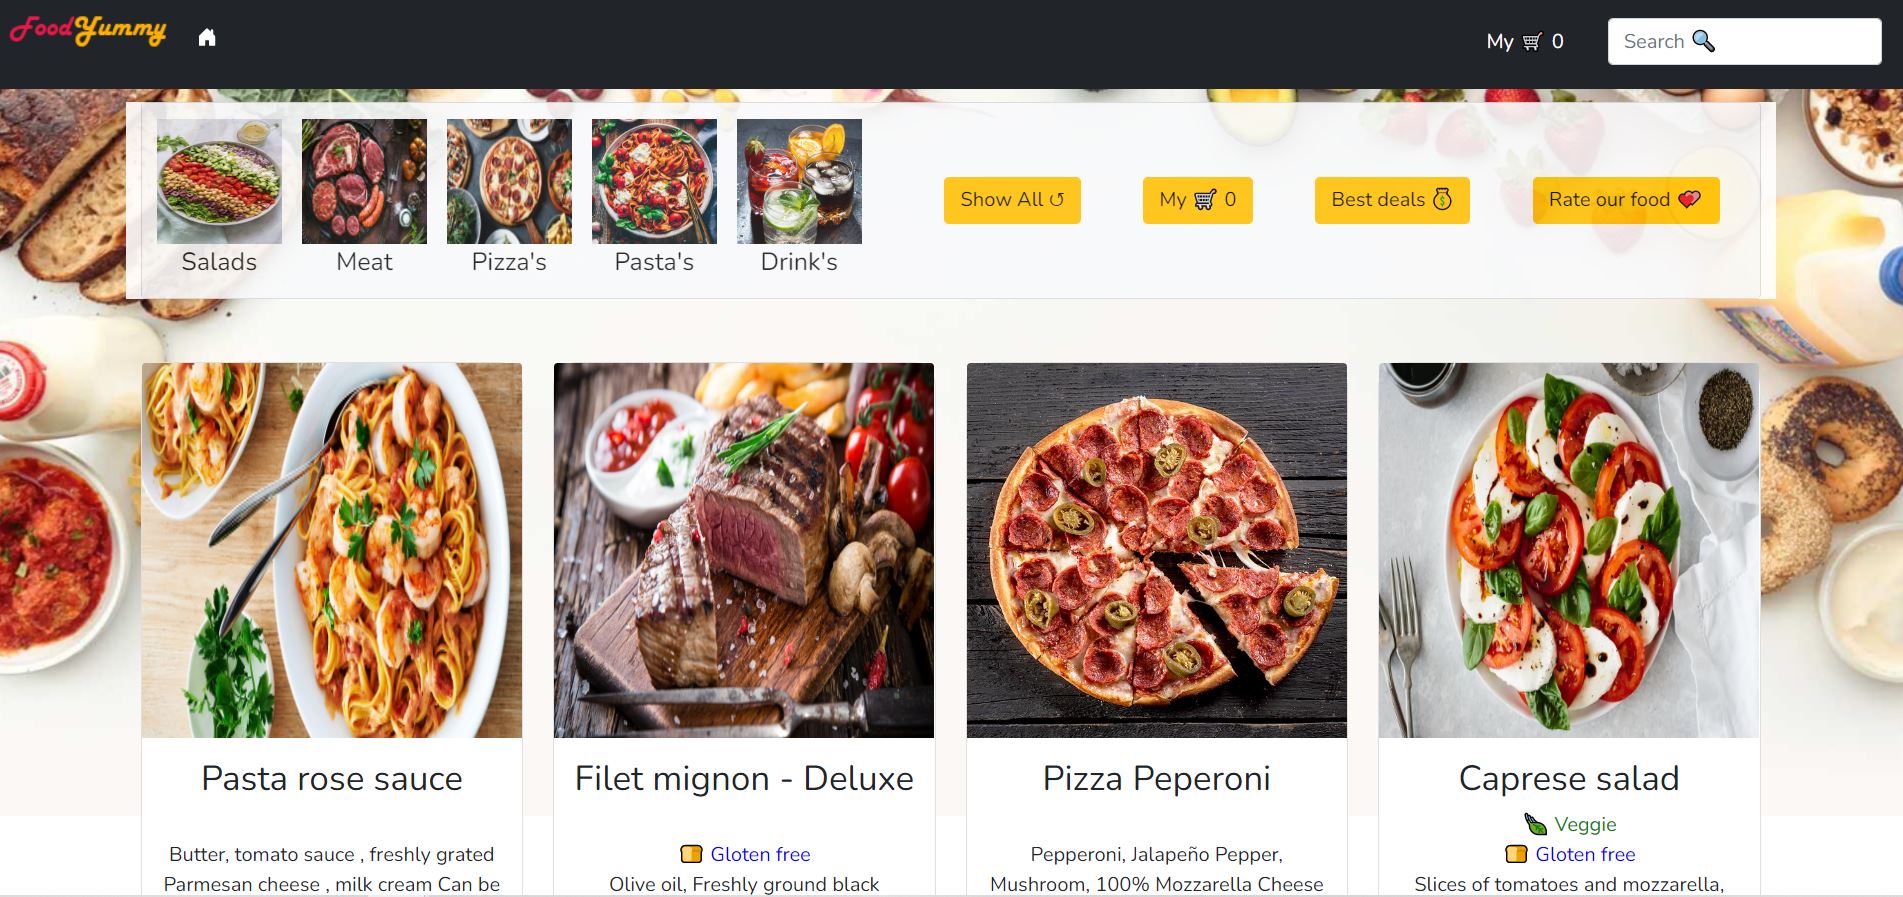 FoodYummy
My 0
Search
Salads
Meat
Pizza's
Pasta's
Drink's
Show All ↺
My 0
Best deals
Rate our food
Pasta rose sauce
Butter, tomato sauce , freshly grated
Parmesan cheese , milk cream Can be
Filet mignon - Deluxe
Gloten free
Olive oil, Freshly ground black
Pizza Peperoni
Pepperoni, Jalapeño Pepper,
Mushroom, 100% Mozzarella Cheese
Caprese salad
Veggie
Gloten free
Slices of tomatoes and mozzarella,